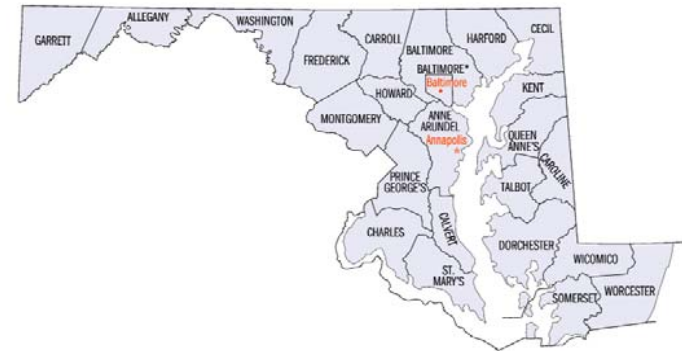 GARRETT
ALLEGANY
WASHINGTON
FREDERICK
CARROLL
BALTIMORE
HARFORD
CECIL
BALTIMORE*
Baltimore
HOWARD
KENT
MONTGOMERY
ANNE
ARUNDEL
Annapolis
QUEEN
ANNE'S
CAROLINE
PRINCE
GEORGE'S
TALBOT
CALVERT
CHARLES
DORCHESTER
ST.
MARY'S
WICOMICO
SOMERSET
WORCESTER